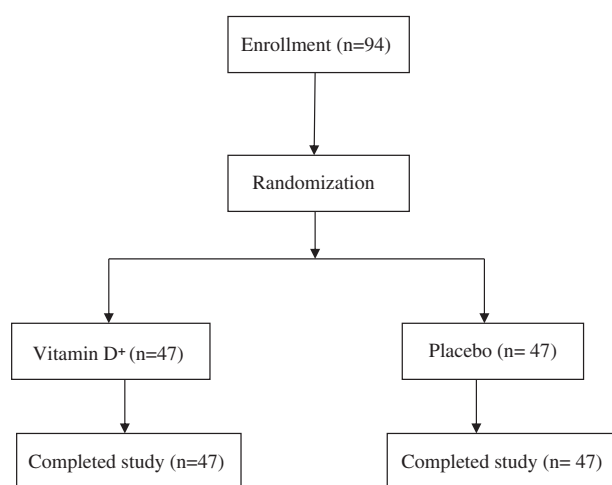 Enrollment (n=94)
Randomization
Vitamin D⁺ (n=47)
Placebo (n= 47)
Completed study (n=47)
Completed study (n= 47)